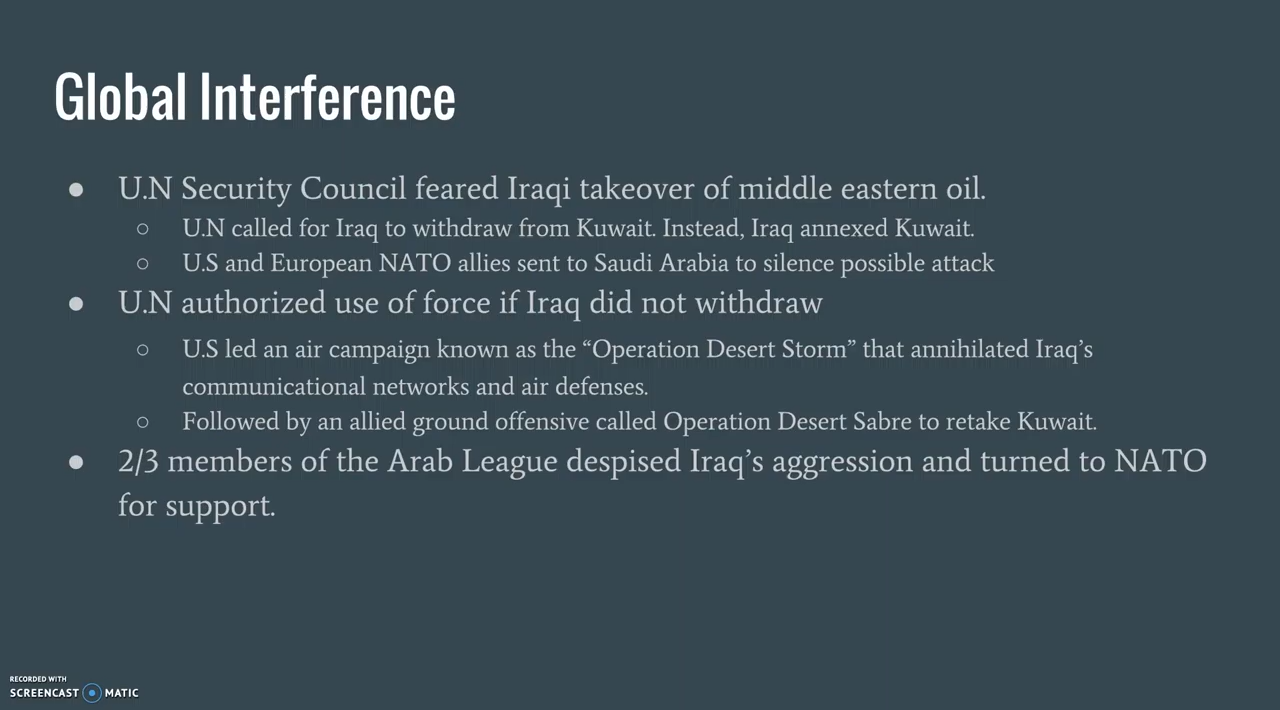 Global Interference
● U.N Security Council feared Iraqi takeover of middle eastern oil.
○ U.N called for Iraq to withdraw from Kuwait. Instead, Iraq annexed Kuwait.
○ U.S and European NATO allies sent to Saudi Arabia to silence possible attack
● U.N authorized use of force if Iraq did not withdraw
○ U.S led an air campaign known as the “Operation Desert Storm” that annihilated Iraq’s
communicational networks and air defenses.
○ Followed by an allied ground offensive called Operation Desert Sabre to retake Kuwait.
● 2/3 members of the Arab League despised Iraq’s aggression and turned to NATO
for support.
RECORDED WITH
SCREENCAST MATIC